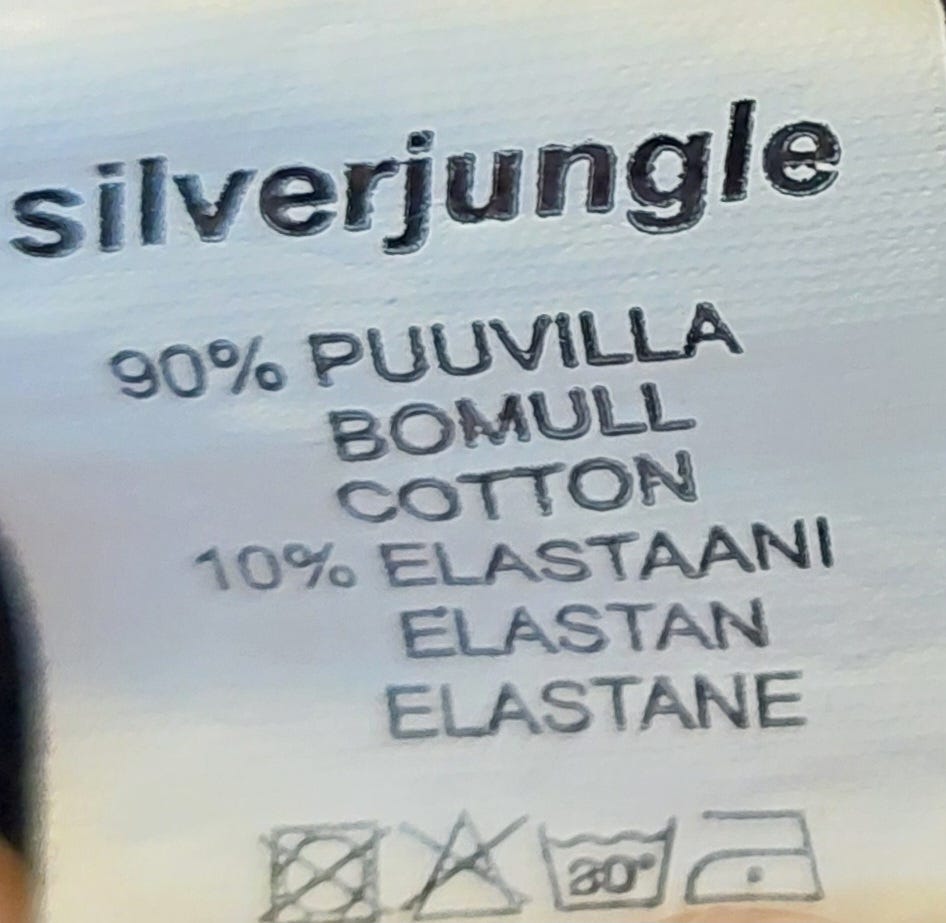 silverjungle
90% PUUVILLA
BOMULL
COTTON
10% ELASTAANI
ELASTAN
ELASTANE
30°